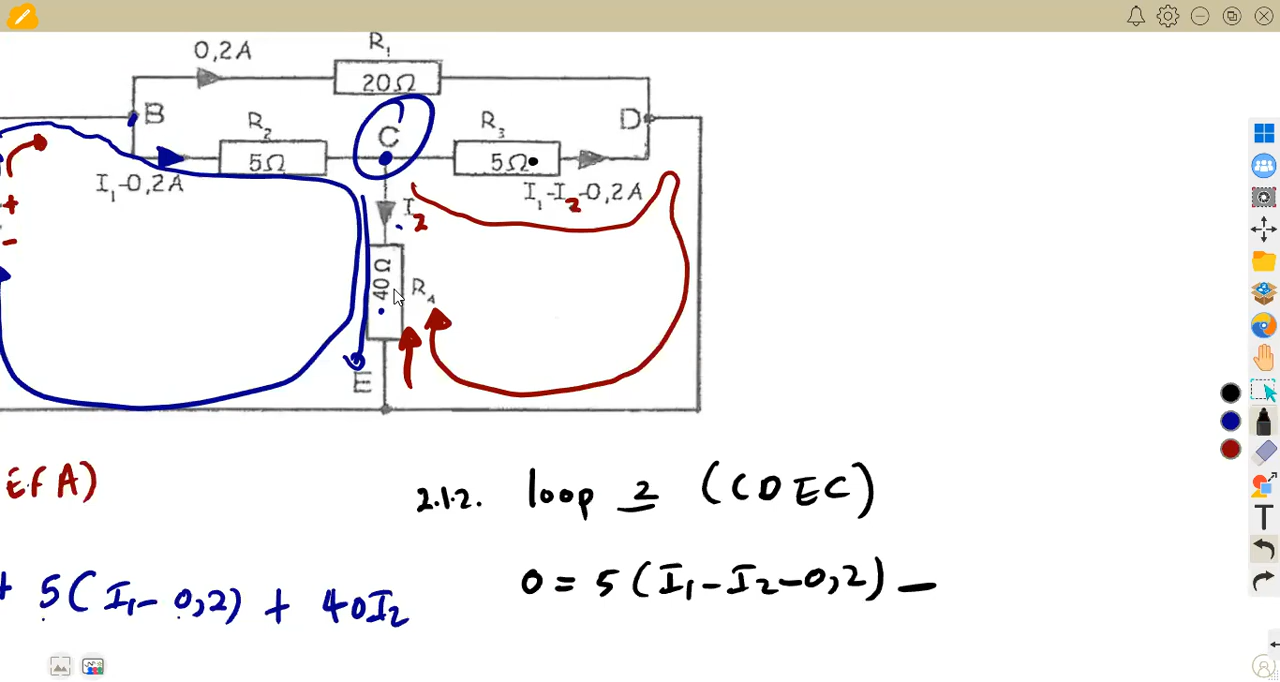 0,2A
R1
20Ω
B
R2
C
R3
D
5Ω
5Ω
I1-0,2A
I2
I1-I2-0,2A
+
-
40Ω
R4
E
EFA)
2.1.2. loop 2 (CDEC)
+ 5(I1-0,2) + 40I2
0 = 5(I1-I2-0,2) -
T